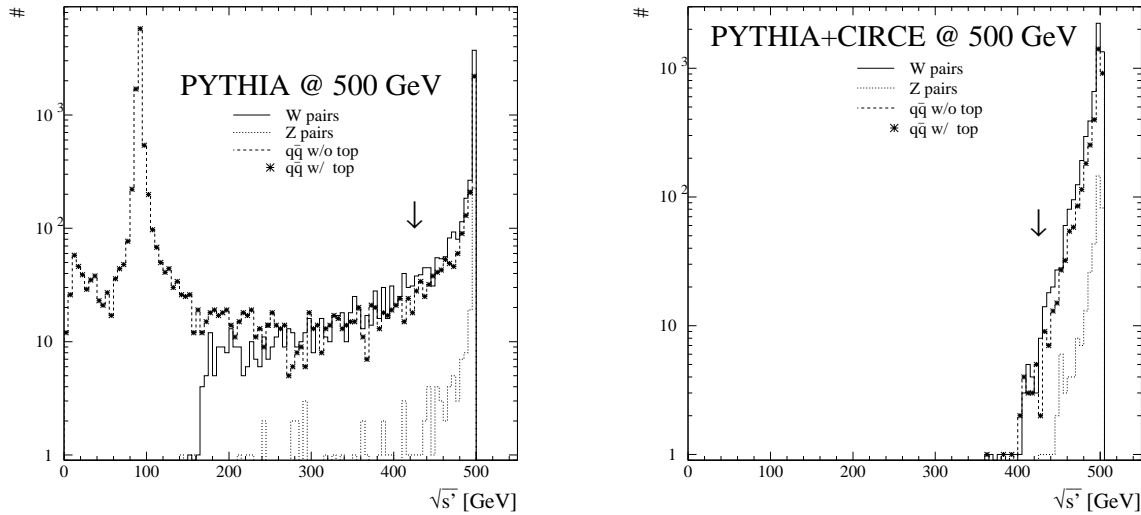 #
PYTHIA @ 500 GeV
W pairs
Z pairs
qq̄ w/o top
qq̄ w/ top
10³
10²
10
1
0 100 200 300 400 500
√s’ [GeV]
#
PYTHIA+CIRCE @ 500 GeV
W pairs
Z pairs
qq̄ w/o top
qq̄ w/ top
10³
10²
10
1
0 100 200 300 400 500
√s’ [GeV]